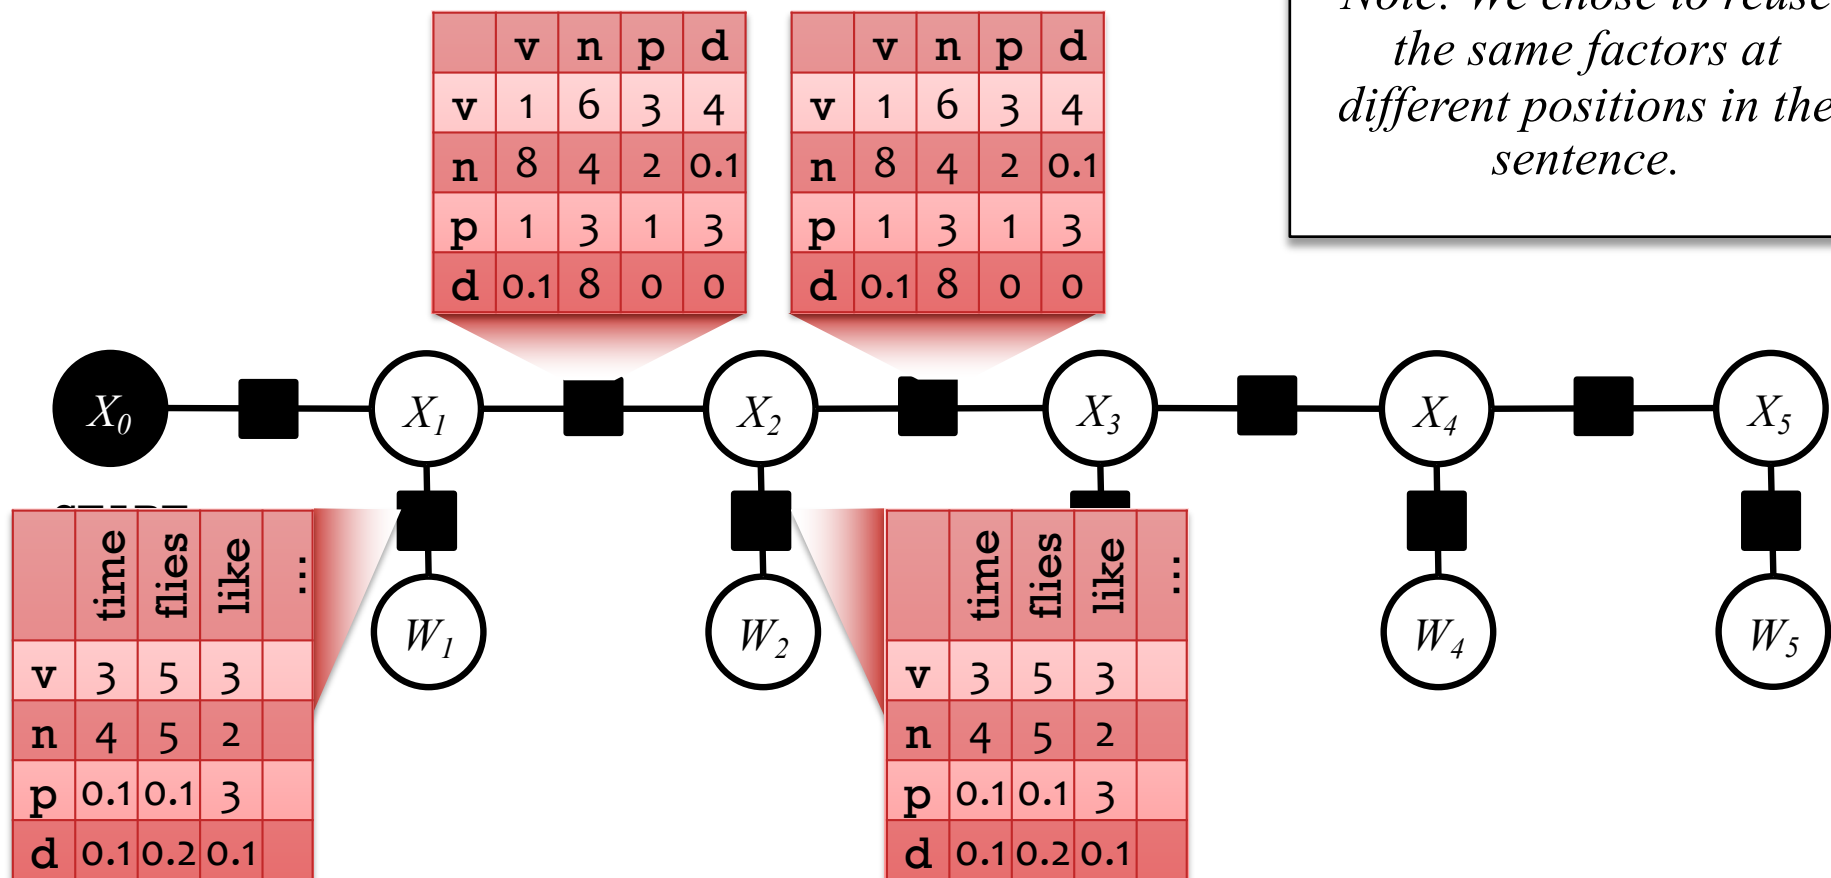 Note: We chose to reuse
the same factors at
different positions in the
sentence.
v n p d
v 1 6 3 4
n 8 4 2 0.1
p 1 3 1 3
d 0.1 8 0 0
v n p d
v 1 6 3 4
n 8 4 2 0.1
p 1 3 1 3
d 0.1 8 0 0
X0 X1 X2 X3 X4 X5
time flies like ...
v 3 5 3
n 4 5 2
p 0.1 0.1 3
d 0.1 0.2 0.1
W1 W2
time flies like ...
v 3 5 3
n 4 5 2
p 0.1 0.1 3
d 0.1 0.2 0.1
W4 W5